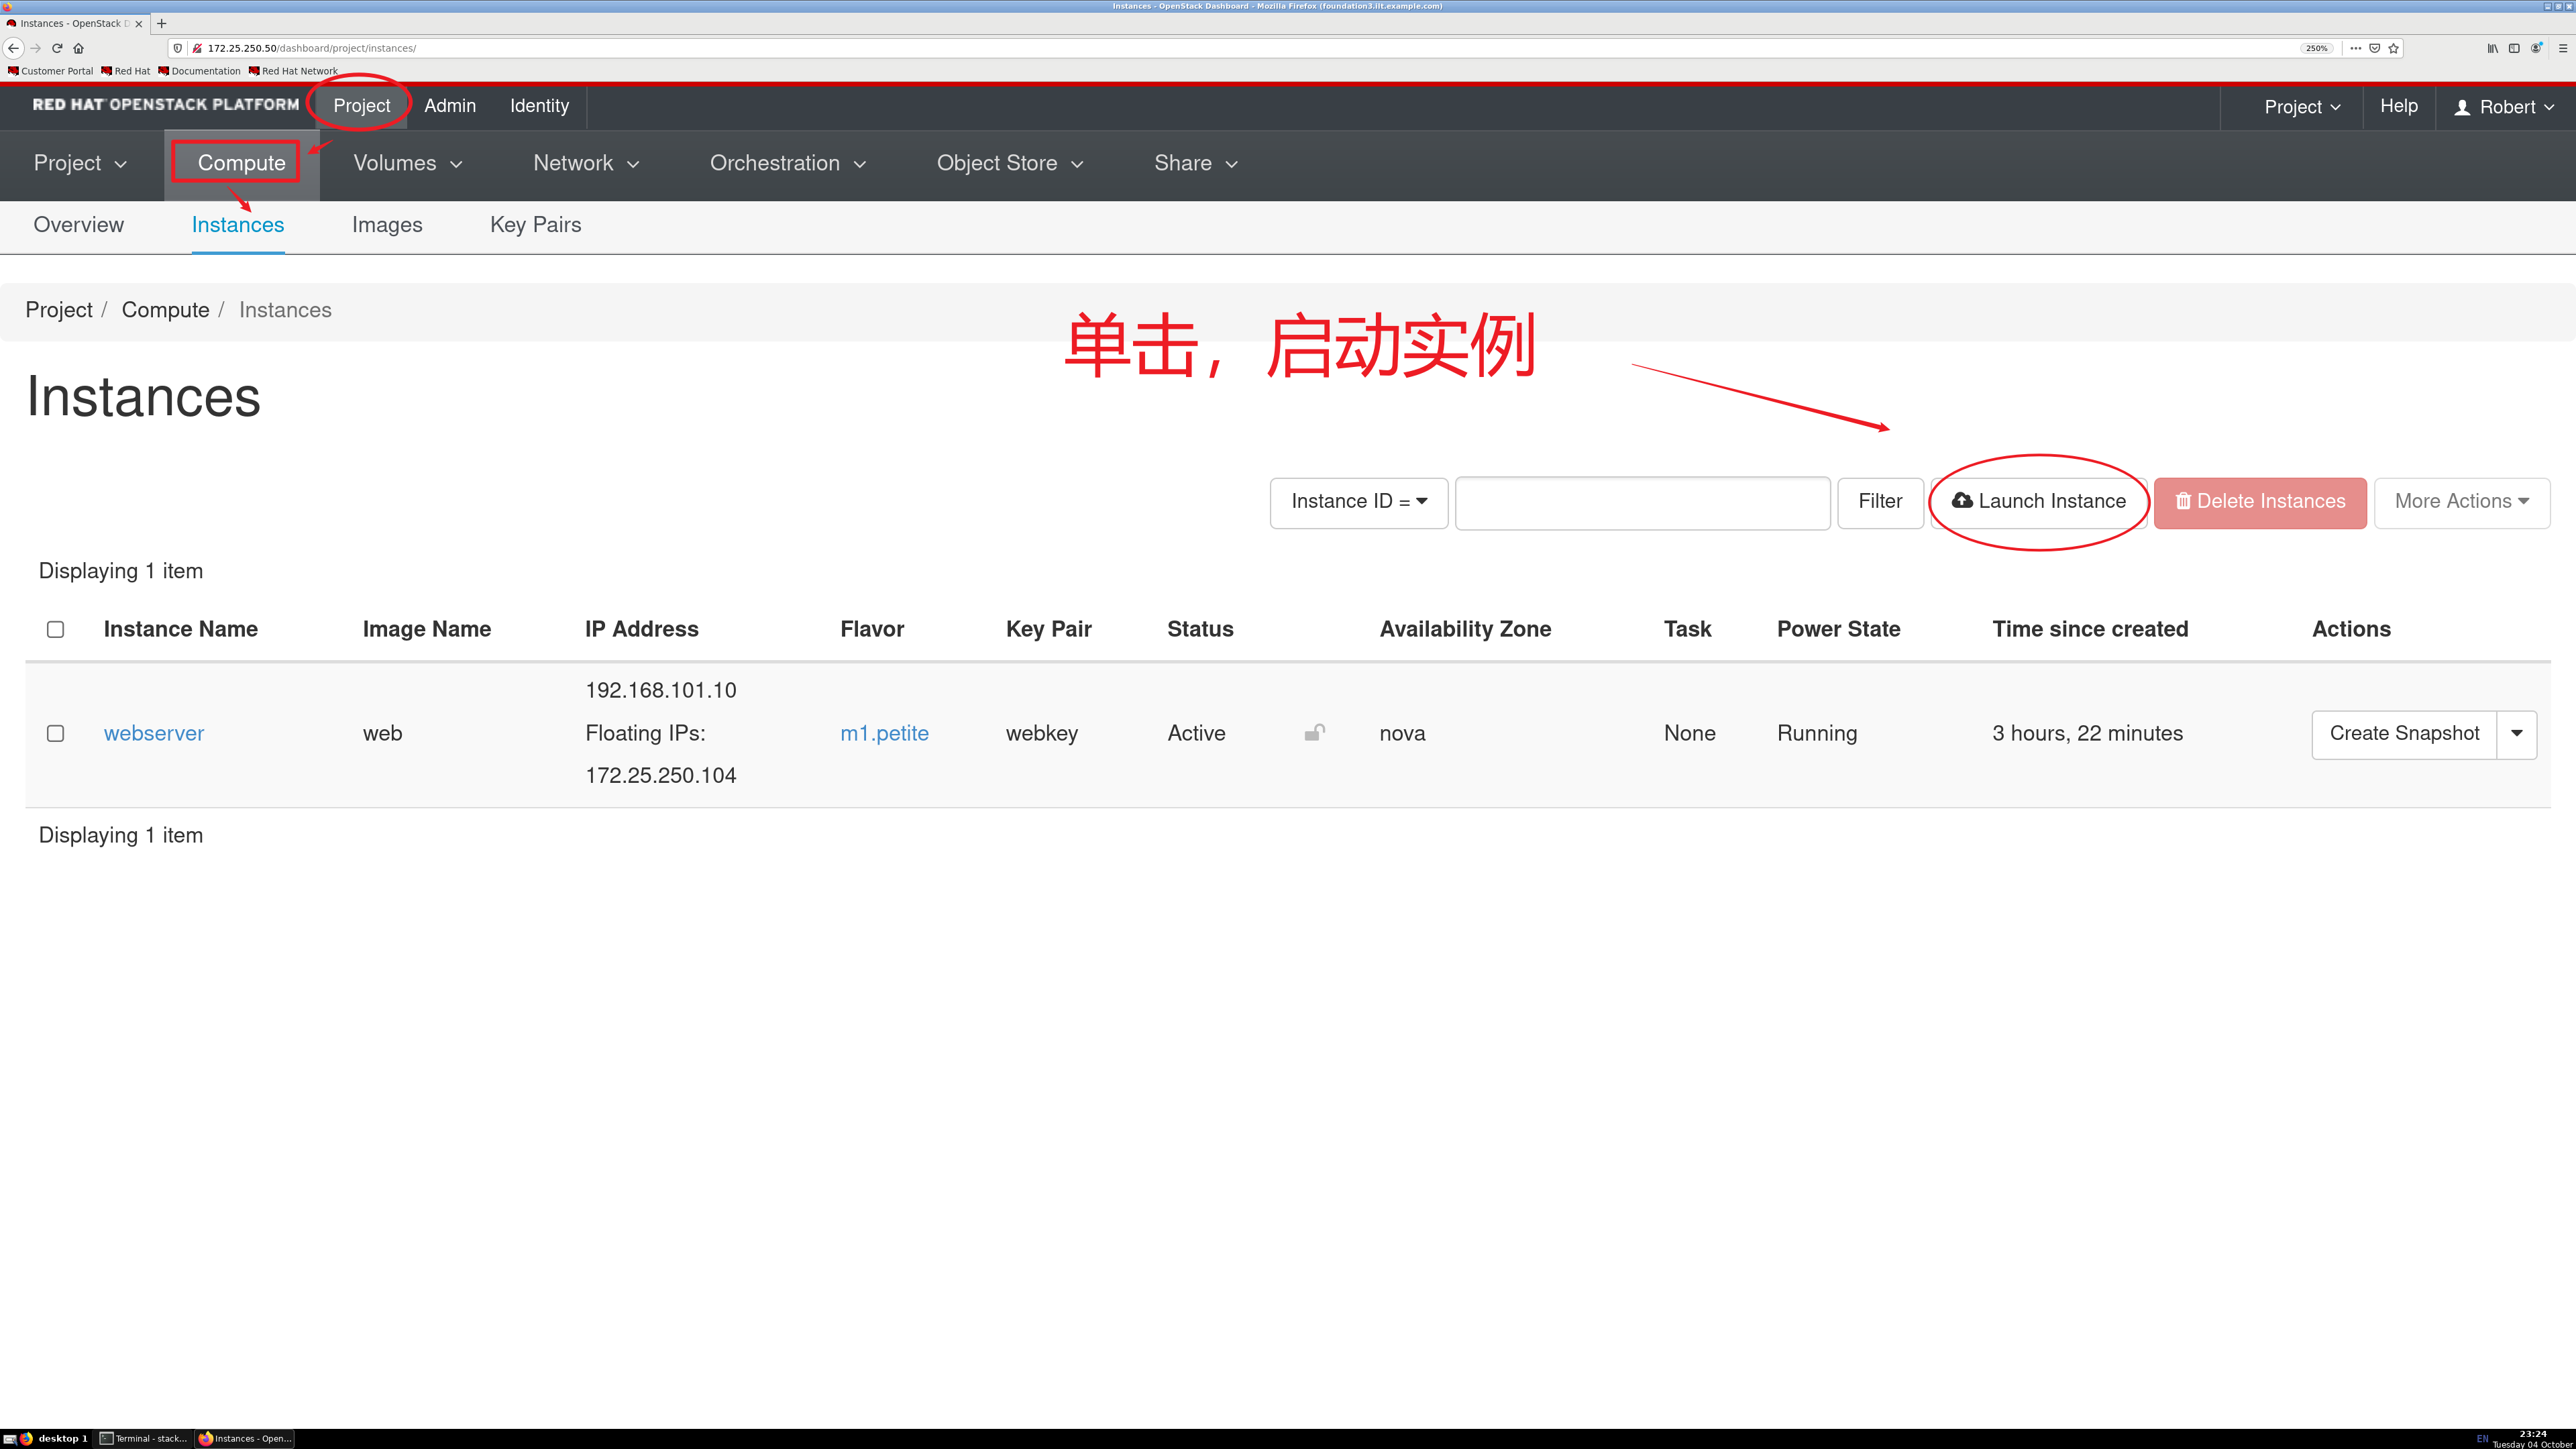 Instances - OpenStack Dashboard - Mozilla Firefox (foundation3.ilt.example.com)
Instances - OpenStack D
172.25.250.50/dashboard/project/instances/
250%
Customer Portal Red Hat Documentation Red Hat Network
RED HAT OPENSTACK PLATFORM Project Admin Identity Project Help Robert
Project Compute Volumes Network Orchestration Object Store Share
Overview Instances Images Key Pairs
Project / Compute / Instances
单击，启动实例
Instances
Instance ID = Filter Launch Instance Delete Instances More Actions
Displaying 1 item
Instance Name Image Name IP Address Flavor Key Pair Status Availability Zone Task Power State Time since created Actions
192.168.101.10
webserver web Floating IPs: m1.petite webkey Active nova None Running 3 hours, 22 minutes Create Snapshot
172.25.250.104
Displaying 1 item
desktop 1 Terminal - stack... Instances - Open... EN 23:24
Tuesday 04 October